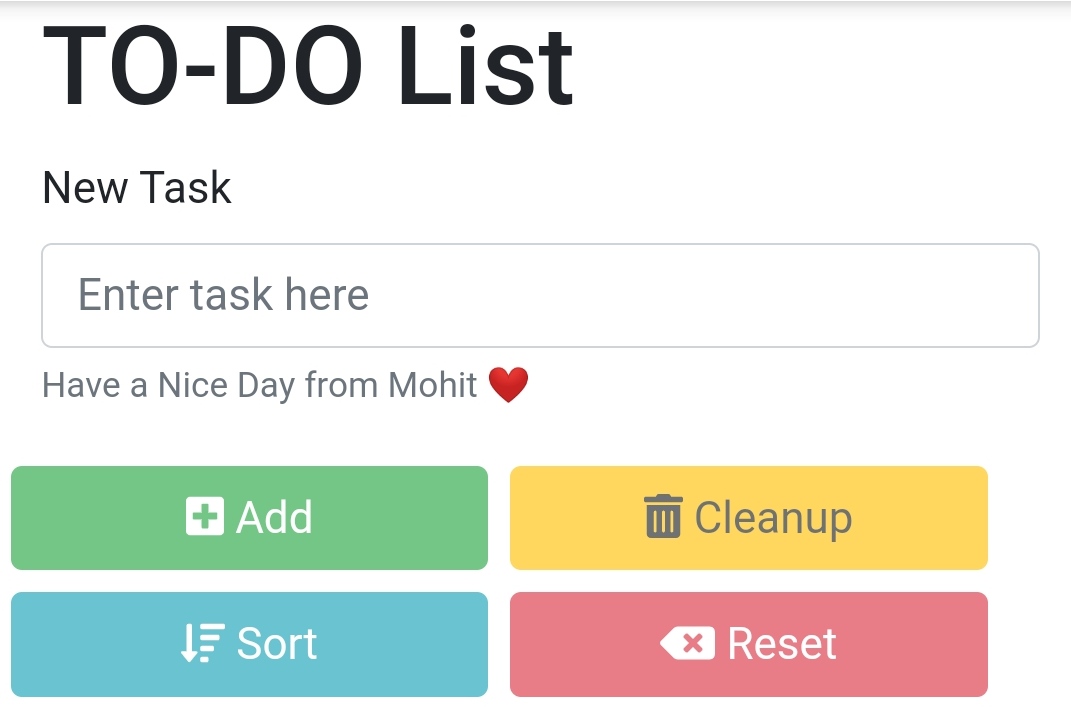 TO-DO List
New Task
Enter task here
Have a Nice Day from Mohit ❤️
Add
Cleanup
Sort
Reset